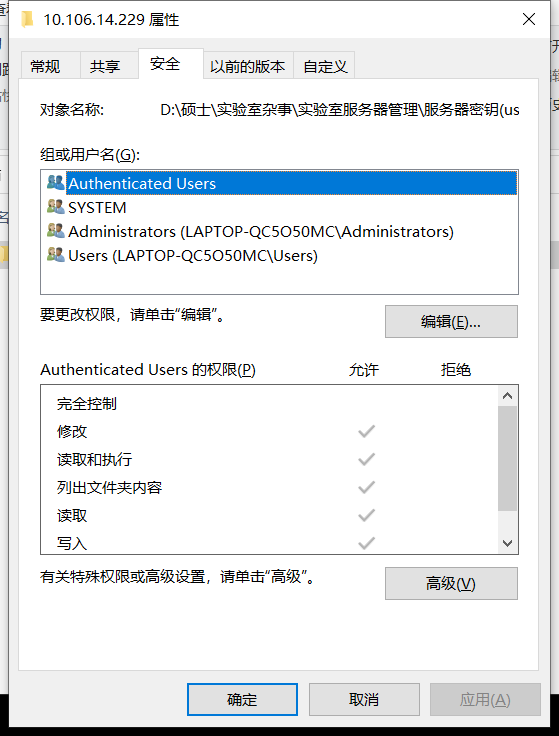 10.106.14.229 属性
常规
共享
安全
以前的版本
自定义
对象名称:
D:\硕士\实验室杂事\实验室服务器管理\服务器密钥(us
组或用户名(G):
Authenticated Users
SYSTEM
Administrators (LAPTOP-QC5O50MC\Administrators)
Users (LAPTOP-QC5O50MC\Users)
要更改权限，请单击“编辑”。
编辑(E)...
Authenticated Users 的权限(P)
允许
拒绝
完全控制
修改
读取和执行
列出文件夹内容
读取
写入
有关特殊权限或高级设置，请单击“高级”。
高级(V)
确定
取消
应用(A)